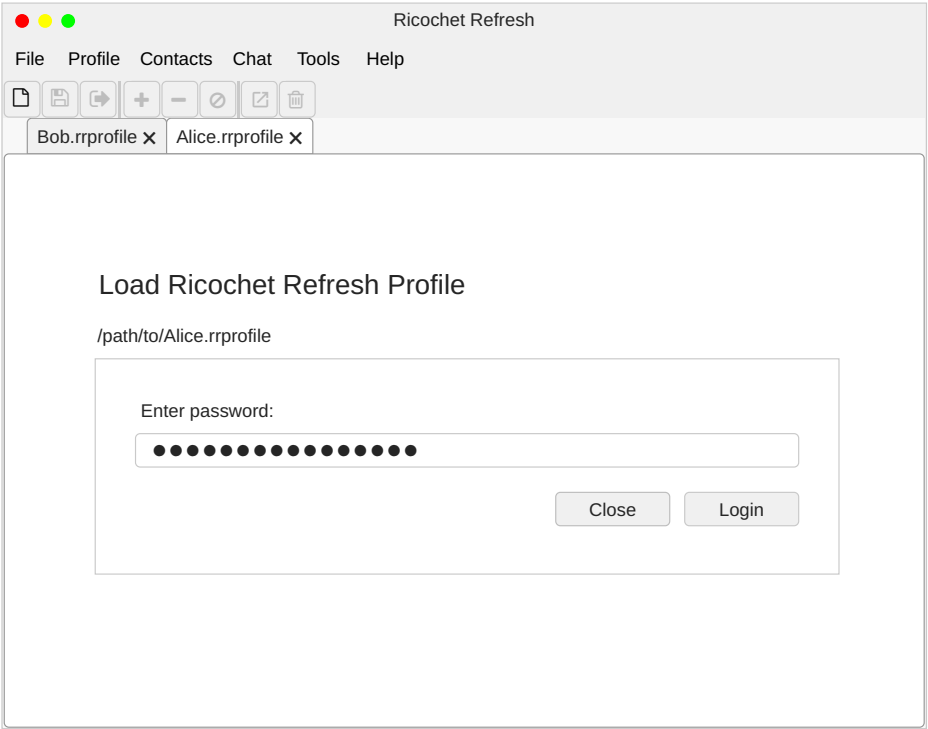 Ricochet Refresh
File Profile Contacts Chat Tools Help
Bob.rrprofile Alice.rrprofile
Load Ricochet Refresh Profile
/path/to/Alice.rrprofile
Enter password:
Close Login